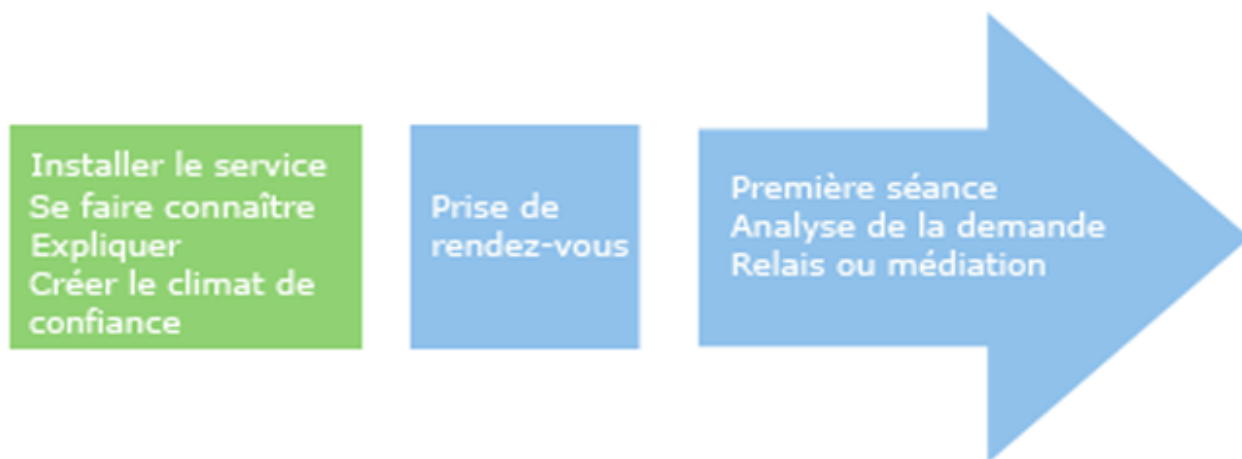 Installer le service
Se faire connaître
Expliquer
Créer le climat de
confiance
Prise de
rendez-vous
Première séance
Analyse de la demande
Relais ou médiation